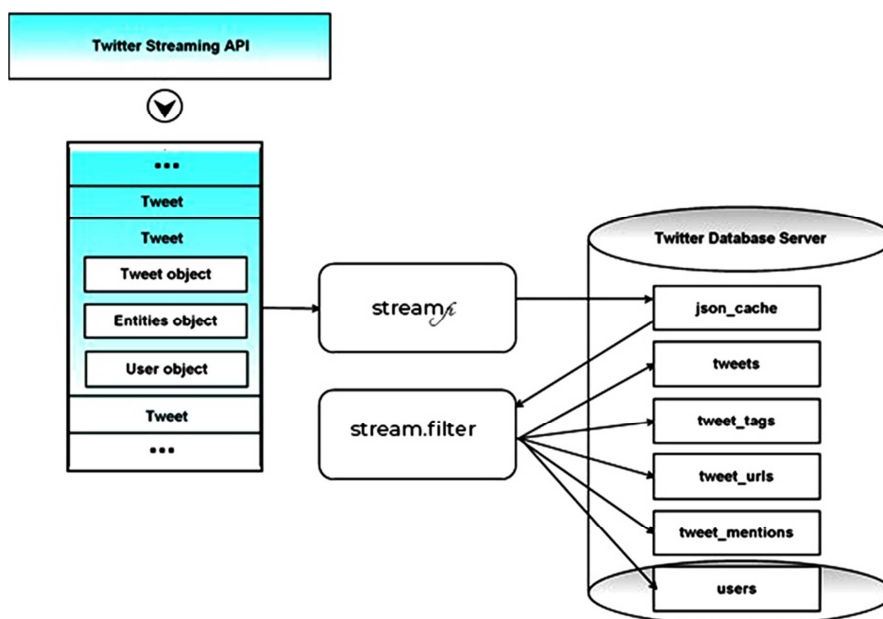 Twitter Streaming API
...
Tweet
Tweet
Tweet object
Entities object
User object
Tweet
...
stream
stream.filter
Twitter Database Server
json_cache
tweets
tweet_tags
tweet_urls
tweet_mentions
users